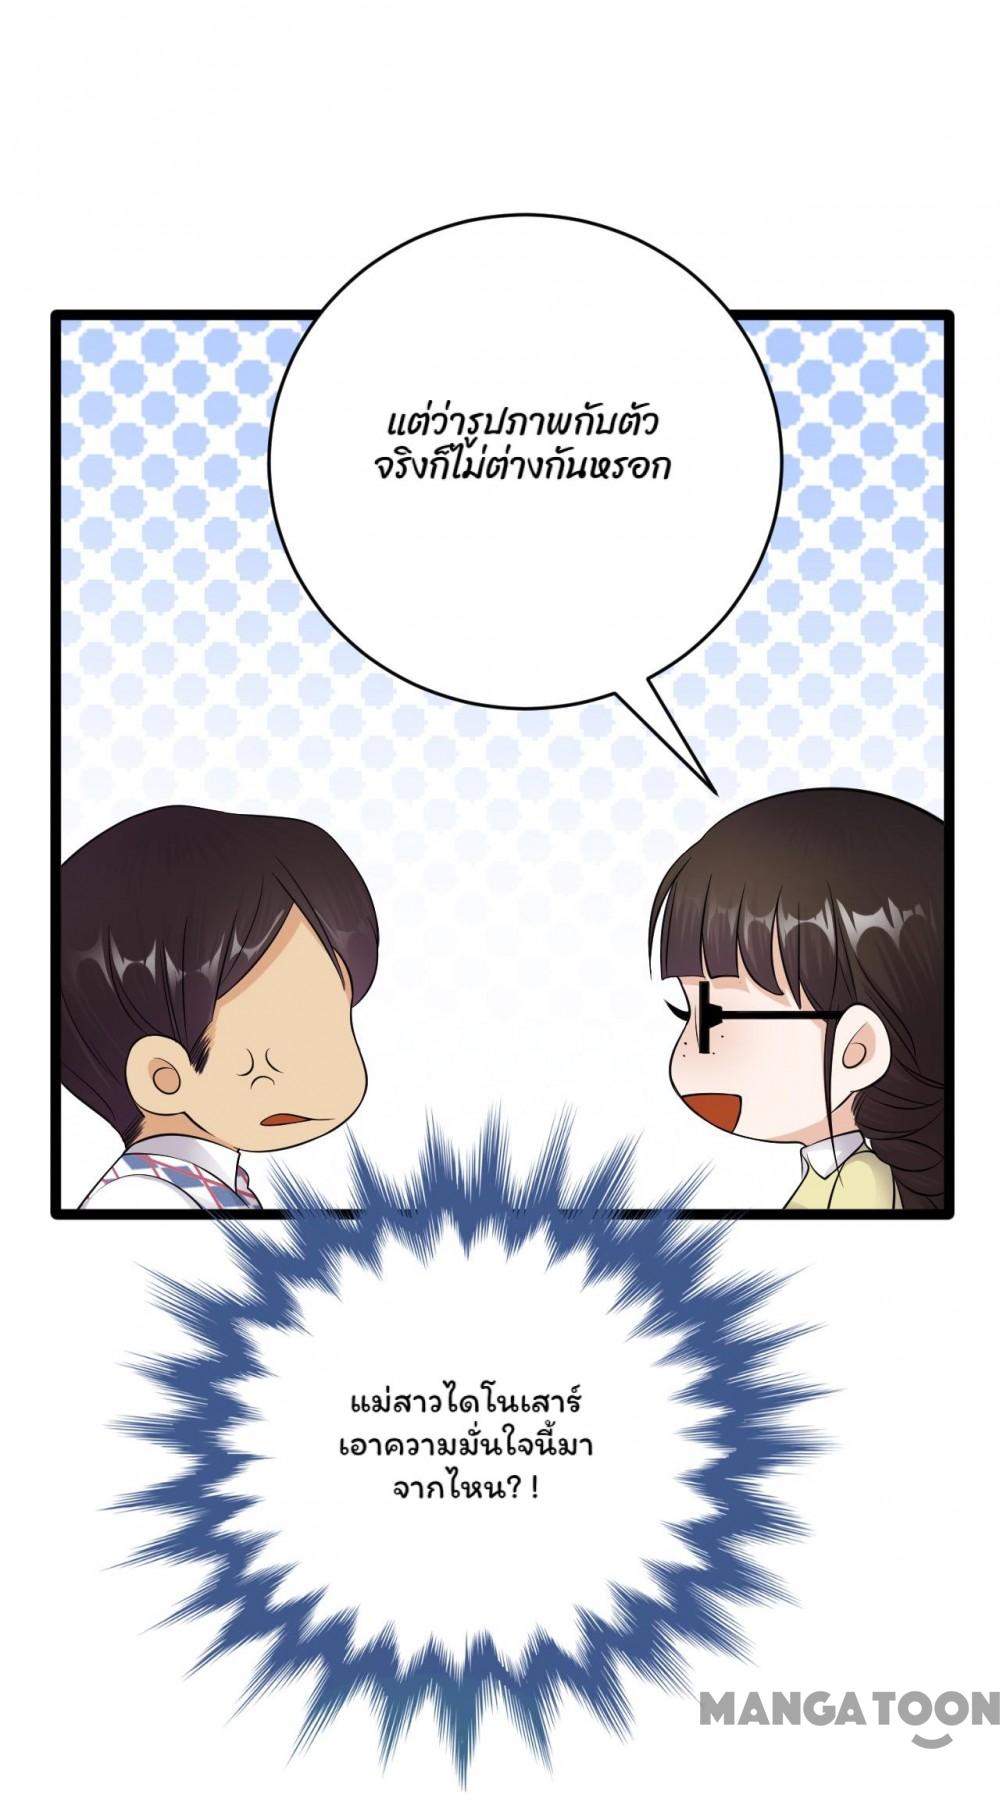 แต่ว่ารูปภาพกับตัว
จริงก็ไม่ต่างกันหรอก
แม่สาวไดโนเสาร์
เอาความมั่นใจนี้มา
จากไหน?!
MANGATOON